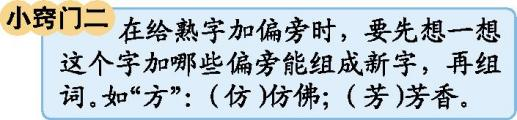 小窍门二
在给熟字加偏旁时，要先想一想
这个字加哪些偏旁能组成新字，再组
词。如“方”：（仿）仿佛；（芳）芳香。